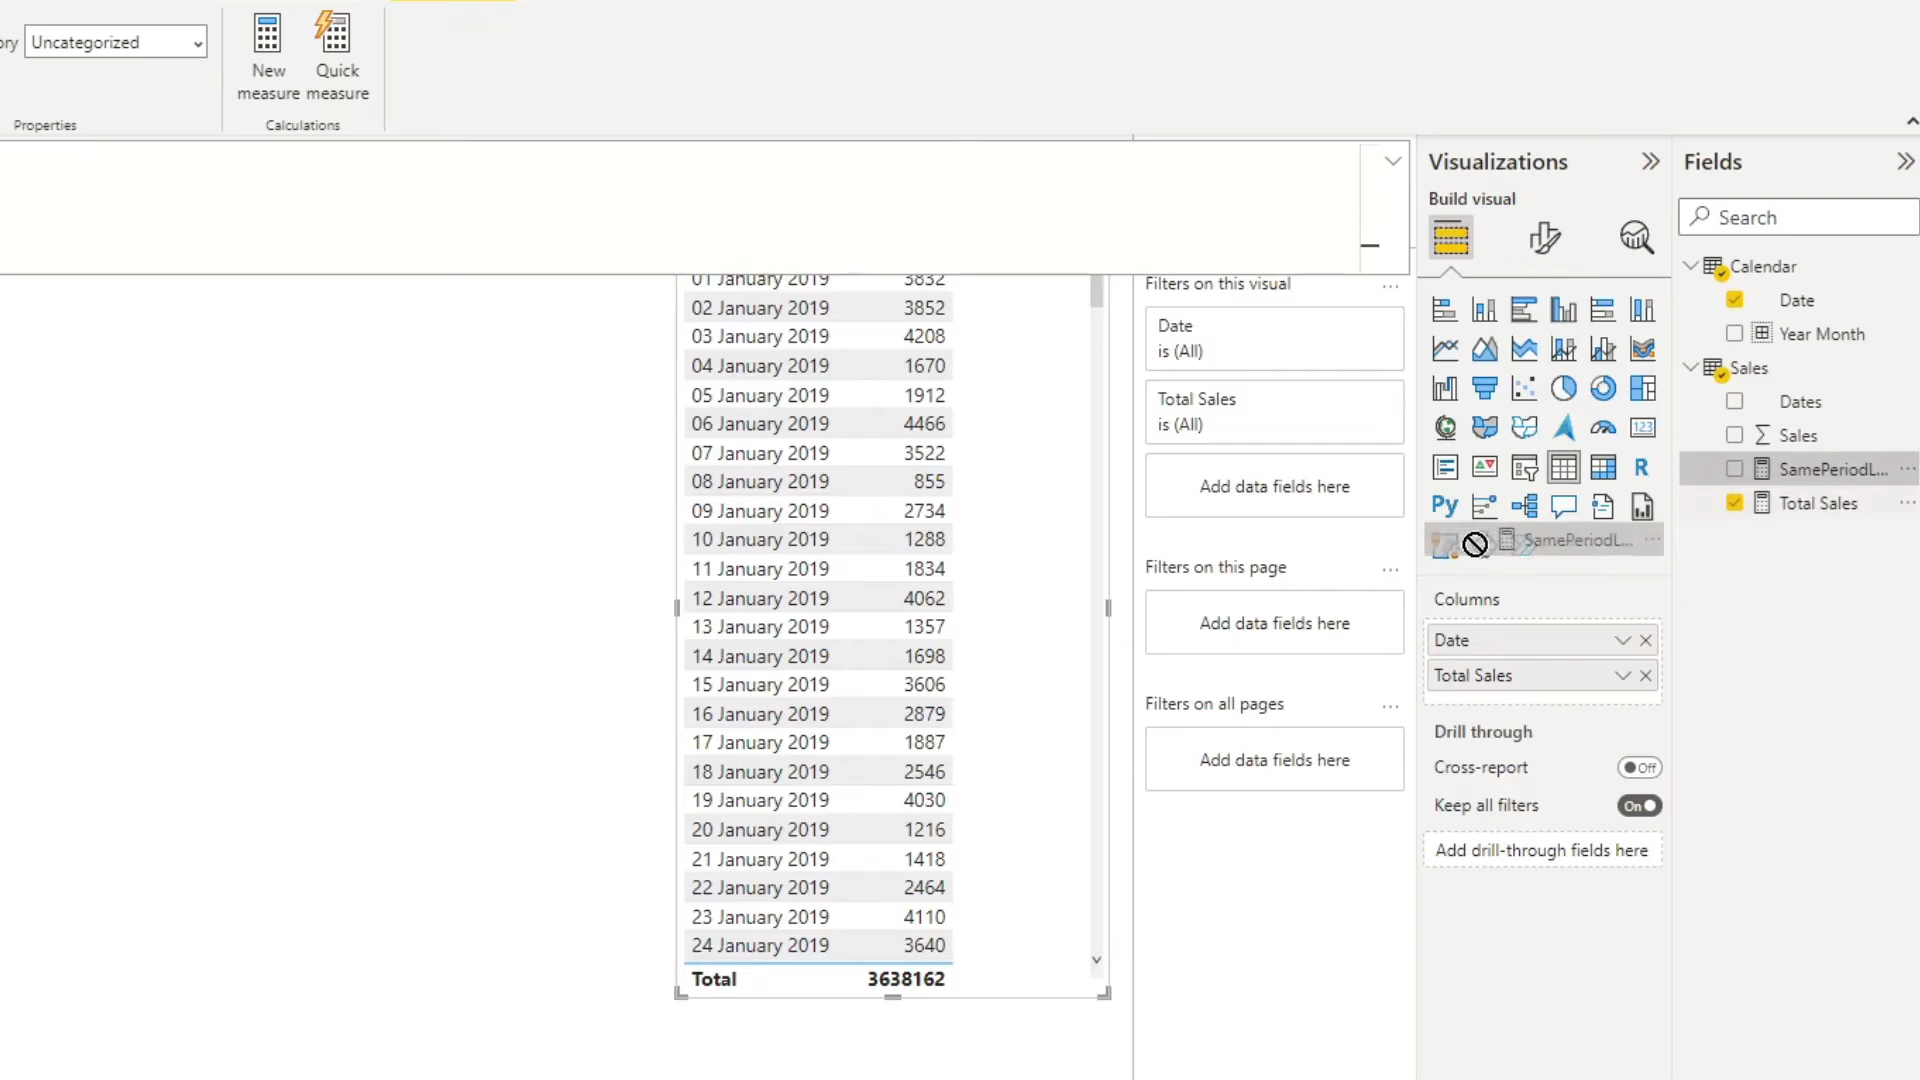 ory Uncategorized
New measure
Quick measure
Properties
Calculations
01 January 2019 3832
02 January 2019 3852
03 January 2019 4208
04 January 2019 1670
05 January 2019 1912
06 January 2019 4466
07 January 2019 3522
08 January 2019 855
09 January 2019 2734
10 January 2019 1288
11 January 2019 1834
12 January 2019 4062
13 January 2019 1357
14 January 2019 1698
15 January 2019 3606
16 January 2019 2879
17 January 2019 1887
18 January 2019 2546
19 January 2019 4030
20 January 2019 1216
21 January 2019 1418
22 January 2019 2464
23 January 2019 4110
24 January 2019 3640
Total 3638162
Filters on this visual ...
Date
is (All)
Total Sales
is (All)
Add data fields here
Filters on this page ...
Add data fields here
Filters on all pages ...
Add data fields here
Visualizations
Build visual
123
R
Py
SamePeriodL... ...
Columns
Date
Total Sales
Drill through
Cross-report Off
Keep all filters On
Add drill-through fields here
Fields
Search
Calendar
Date
Year Month
Sales
Dates
Sales
SamePeriodL... ...
Total Sales ...